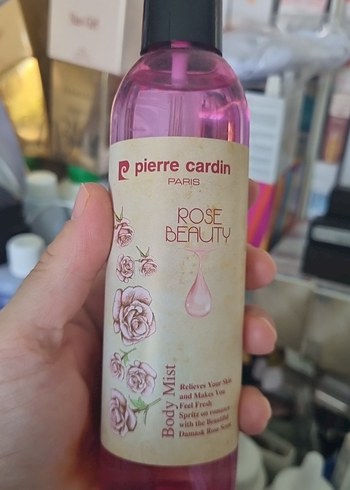 pierre cardin
PARIS
ROSE
BEAUTY
Body Mist
Relieves Your Skin
and Makes You
Feel Fresh
Spritz on
with the Beautiful
Damask Rose Scent